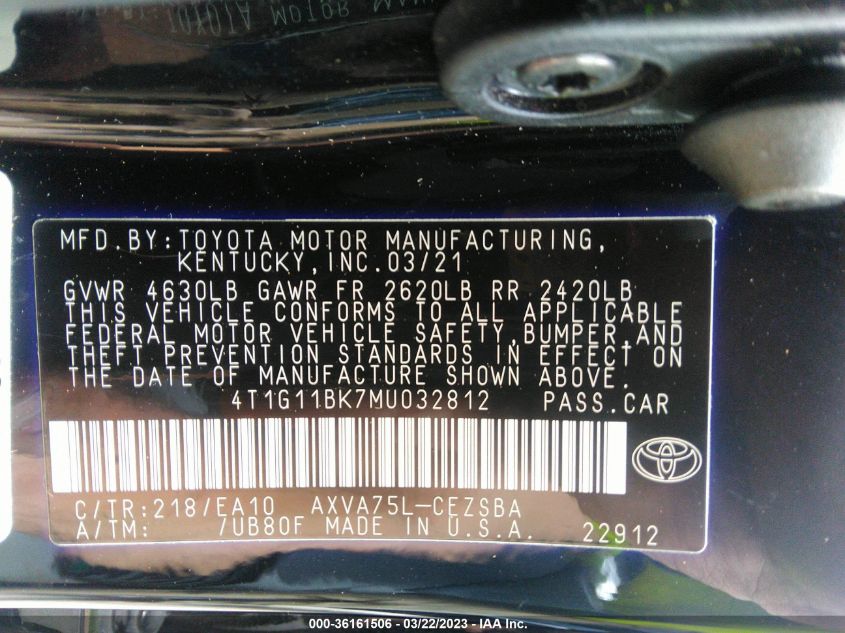 TOYOTA MOTOR
MFD.BY:TOYOTA MOTOR MANUFACTURING,
KENTUCKY,INC.03/21
GVWR 4630LB GAWR FR 2620LB RR 2420LB
THIS VEHICLE CONFORMS TO ALL APPLICABLE
FEDERAL MOTOR VEHICLE SAFETY,BUMPER,AND
THEFT PREVENTION STANDARDS IN EFFECT ON
THE DATE OF MANUFACTURE SHOWN ABOVE.
4T1G11BK7MU032812 PASS.CAR
C/TR:218/EA10 AXVA75L-CEZSBA
A/TM: /UB80F MADE IN U.S.A. 22912
000-36161506 - 03/22/2023 - IAA Inc.